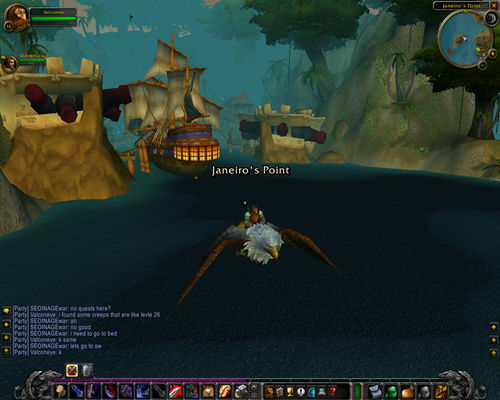 Valconeye
Janeiro's Point
SEOINAGEwar
Janeiro's Point
[Party] SEOINAGEwar: no quests here?
[Party] Valconeye: i found some creeps that are like levle 26
[Party] SEOINAGEwar: ah
[Party] SEOINAGEwar: no good
[Party] SEOINAGEwar: i need to go to bed
[Party] Valconeye: k same
[Party] SEOINAGEwar: lets go to sw
[Party] Valconeye: k